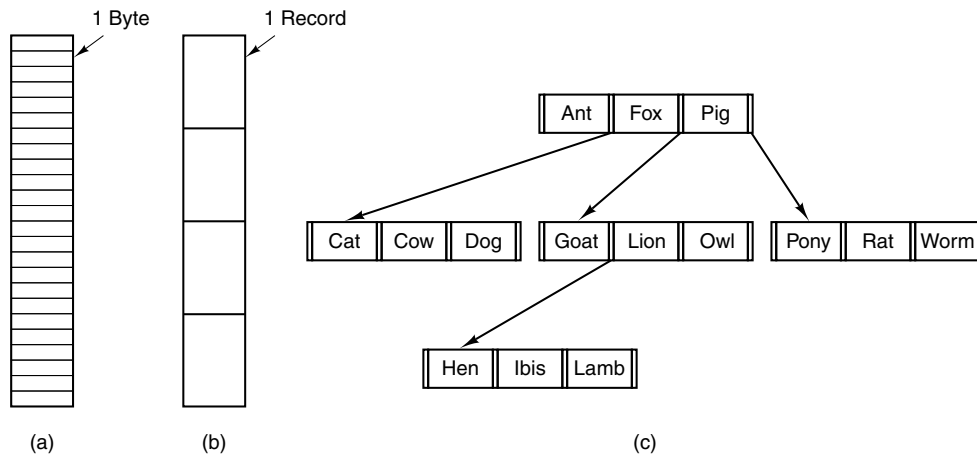 1 Byte
1 Record
Ant Fox Pig
Cat Cow Dog
Goat Lion Owl
Pony Rat Worm
Hen Ibis Lamb
(a)
(b)
(c)